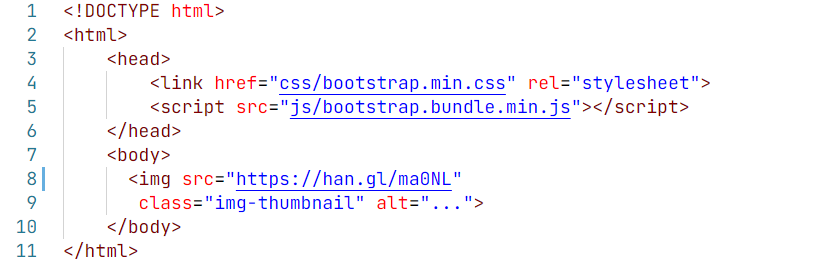 1 <!DOCTYPE html>
2 <html>
3 <head>
4 <link href="css/bootstrap.min.css" rel="stylesheet">
5 <script src="js/bootstrap.bundle.min.js"></script>
6 </head>
7 <body>
8 <img src="https://han.gl/ma0NL"
9 class="img-thumbnail" alt="...">
10 </body>
11 </html>